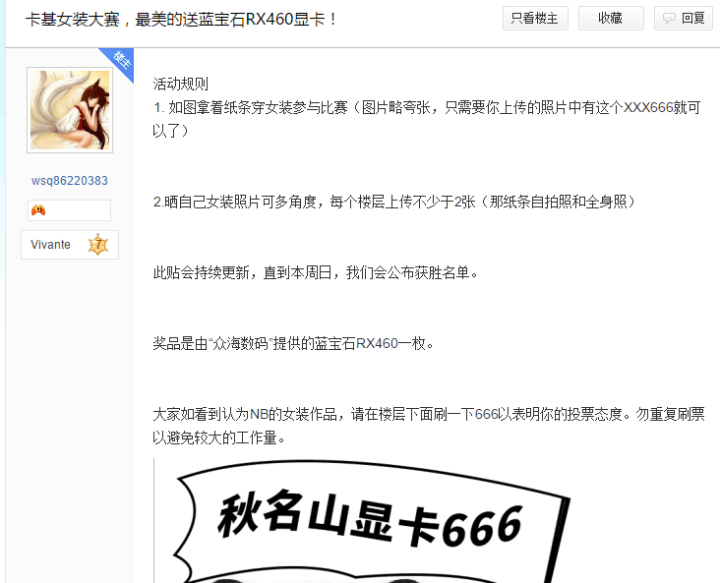 卡基女装大赛，最美的送蓝宝石RX460显卡！
只看楼主
收藏
回复
楼主
活动规则
1. 如图拿着纸条穿女装参与比赛（图片略夸张，只需要你上传的照片中有这个XXX666就可
以了）
wsq86220383
2.晒自己女装照片可多角度，每个楼层上传不少于2张（那纸条自拍照和全身照）
Vivante 7
此贴会持续更新，直到本周日，我们会公布获胜名单。
奖品是由“众海数码”提供的蓝宝石RX460一枚。
大家如看到认为NB的女装作品，请在楼层下面刷一下666以表明你的投票态度。勿重复刷票
以避免较大的工作量。
秋名山显卡666